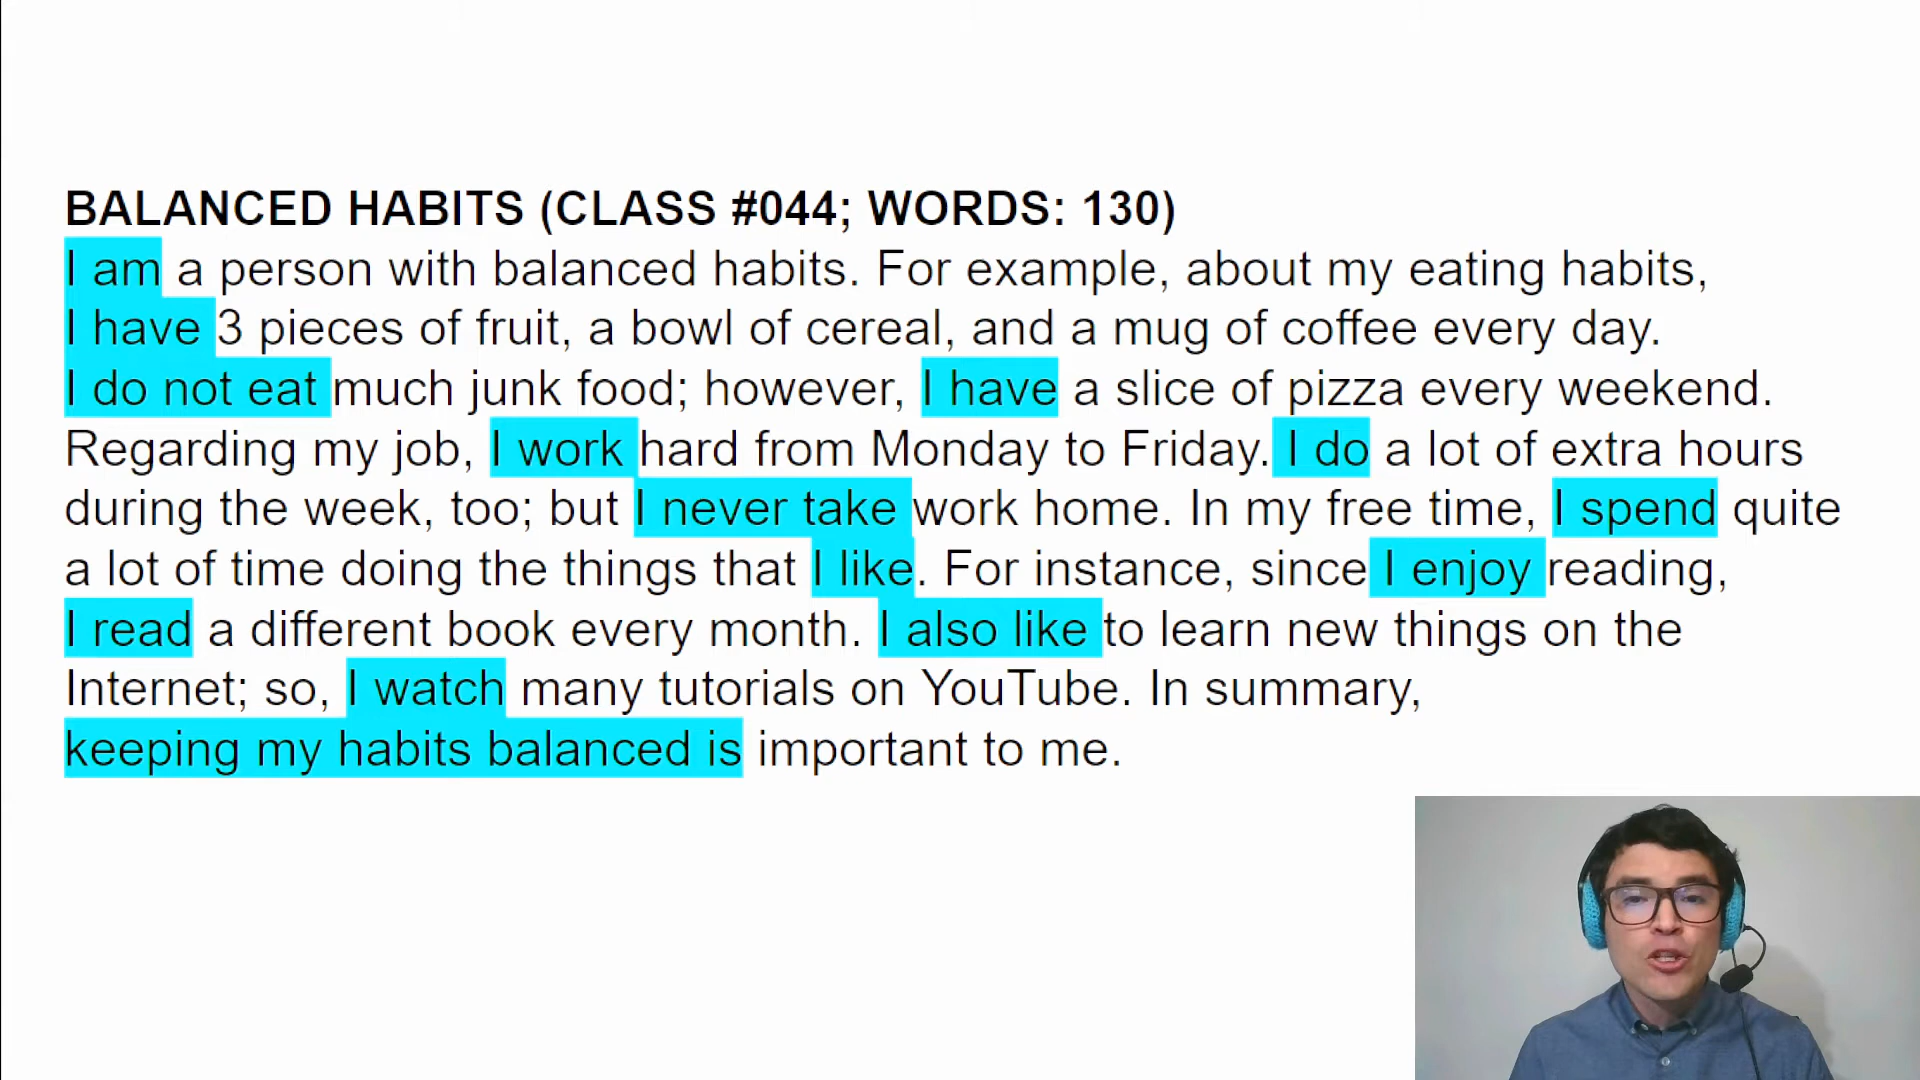 BALANCED HABITS (CLASS #044; WORDS: 130)
I am a person with balanced habits. For example, about my eating habits,
I have 3 pieces of fruit, a bowl of cereal, and a mug of coffee every day.
I do not eat much junk food; however, I have a slice of pizza every weekend.
Regarding my job, I work hard from Monday to Friday. I do a lot of extra hours
during the week, too; but I never take work home. In my free time, I spend quite
a lot of time doing the things that I like. For instance, since I enjoy reading,
I read a different book every month. I also like to learn new things on the
Internet; so, I watch many tutorials on YouTube. In summary,
keeping my habits balanced is important to me.